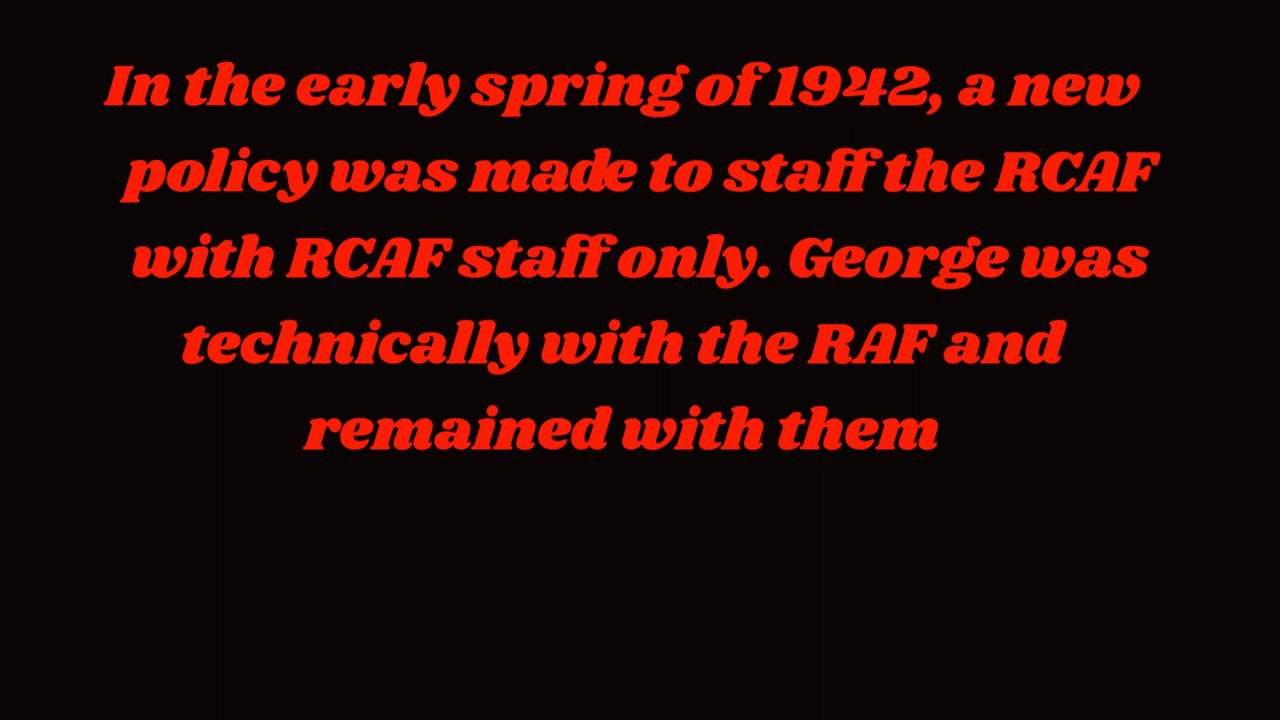 In the early spring of 1942, a new
policy was made to staff the RCAF
with RCAF staff only. George was
technically with the RAF and
remained with them